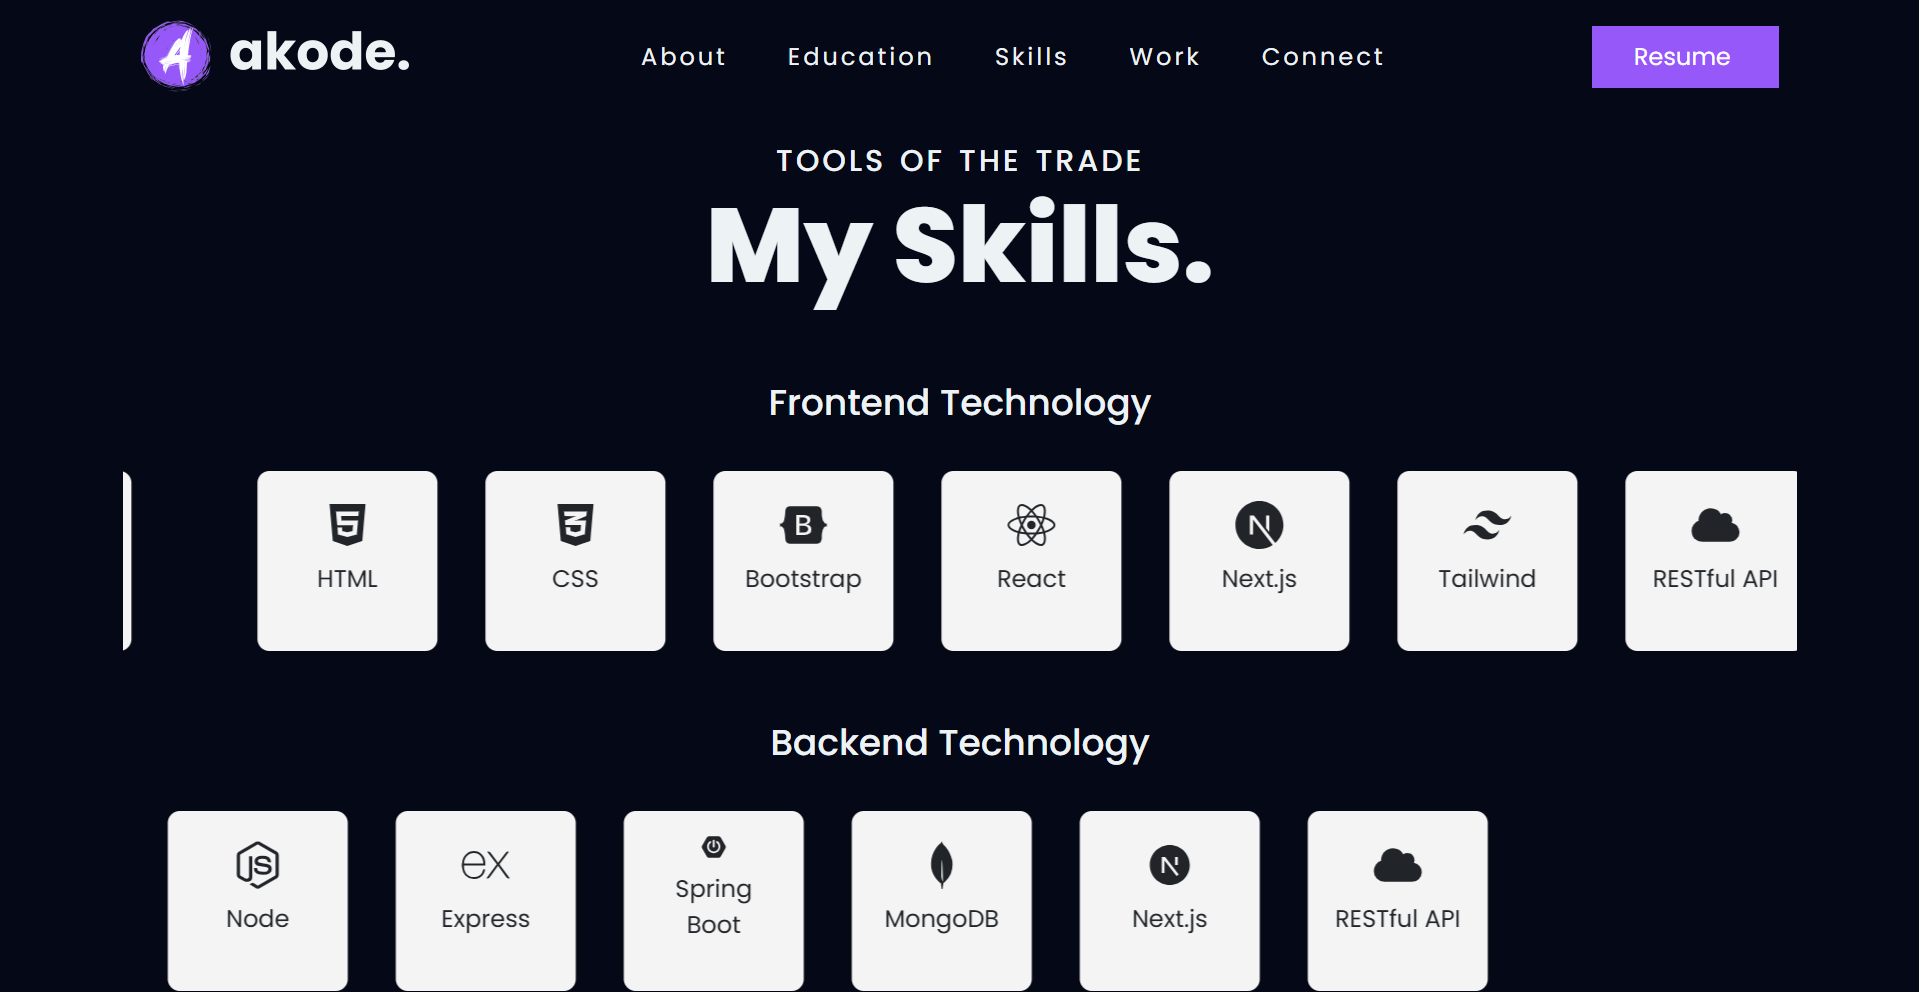 akode.
About Education Skills Work Connect Resume
TOOLS OF THE TRADE
My Skills.
Frontend Technology
HTML CSS Bootstrap React Next.js Tailwind RESTful API
Backend Technology
Node Express Spring Boot MongoDB Next.js RESTful API